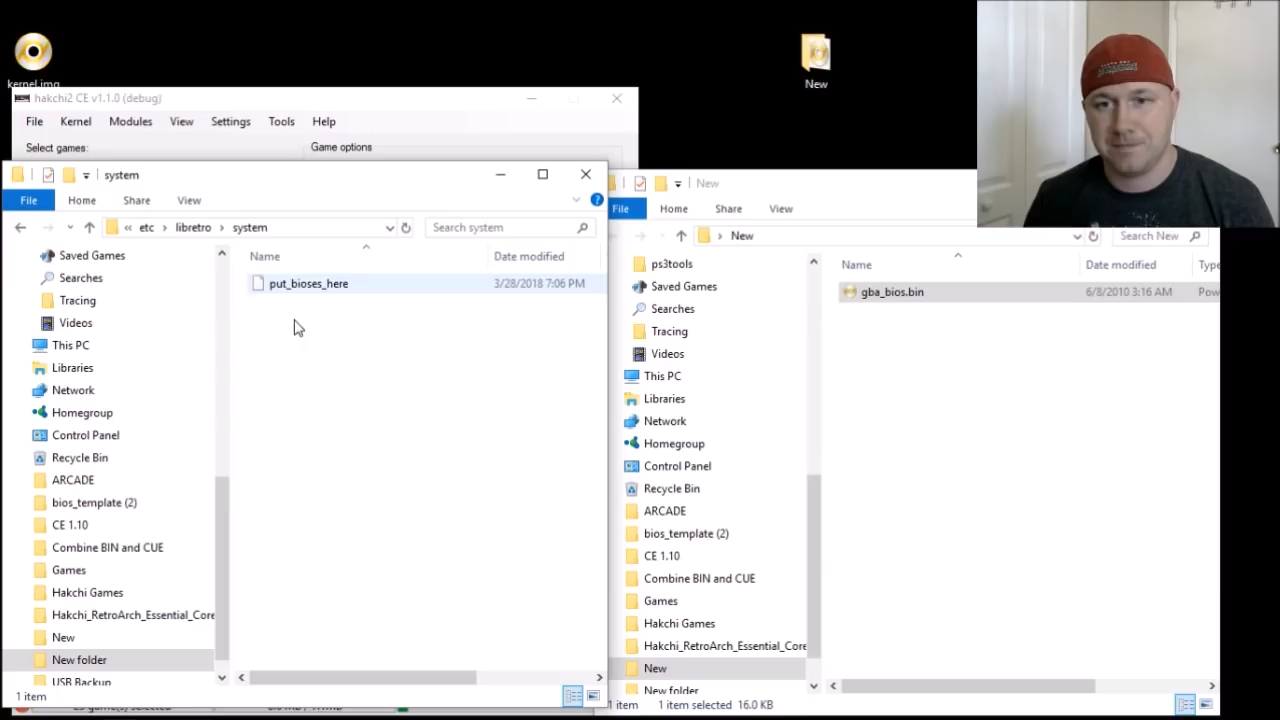 kernel.img
New
hakchi2 CE v1.1.0 (debug)
File Kernel Modules View Settings Tools Help
Select games:
Game options
system
File Home Share View
« etc › libretro › system
Search system
Saved Games
Searches
Tracing
Videos
This PC
Libraries
Network
Homegroup
Control Panel
Recycle Bin
ARCADE
bios_template (2)
CE 1.10
Combine BIN and CUE
Games
Hakchi Games
Hakchi_RetroArch_Essential_Core
New
New folder
USB Backup
Name Date modified
put_bioses_here 3/28/2018 7:06 PM
1 item
New
File Home Share View
› New
Search New
ps3tools
Saved Games
Searches
Tracing
Videos
This PC
Libraries
Network
Homegroup
Control Panel
Recycle Bin
ARCADE
bios_template (2)
CE 1.10
Combine BIN and CUE
Games
Hakchi Games
Hakchi_RetroArch_Essential_Core
New
New folder
Name Date modified Type
gba_bios.bin 6/8/2010 3:16 AM Pow
1 item 1 item selected 16.0 KB